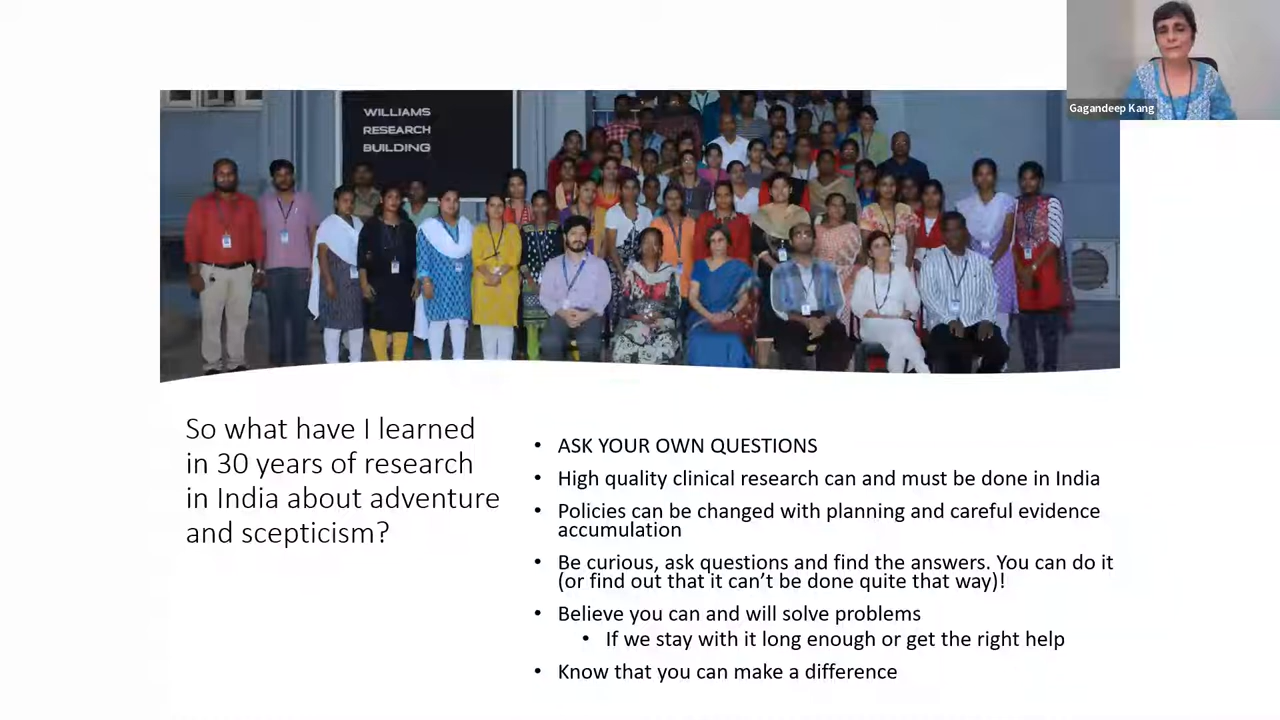 WILLIAMS
RESEARCH
BUILDING
Gagandeep Kang
So what have I learned
in 30 years of research
in India about adventure
and scepticism?
• ASK YOUR OWN QUESTIONS
• High quality clinical research can and must be done in India
• Policies can be changed with planning and careful evidence
accumulation
• Be curious, ask questions and find the answers. You can do it
(or find out that it can’t be done quite that way)!
• Believe you can and will solve problems
• If we stay with it long enough or get the right help
• Know that you can make a difference